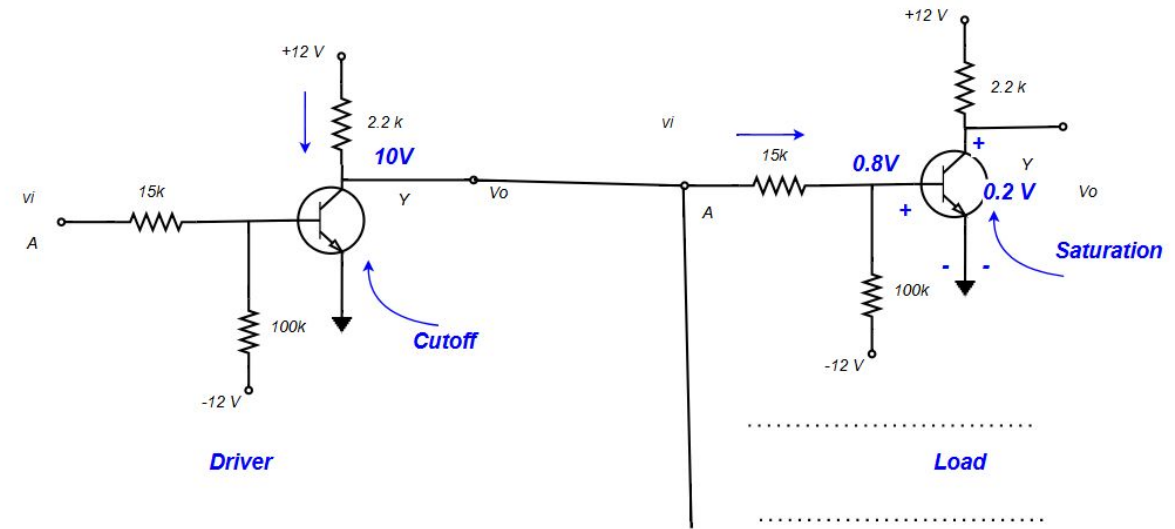 +12 V
2.2 k
10V
vi
15k
A
Y
Vo
100k
-12 V
Cutoff
Driver
+12 V
2.2 k
vi
15k
0.8V
A
+
+
Y
0.2 V
Vo
-
-
Saturation
100k
-12 V
Load